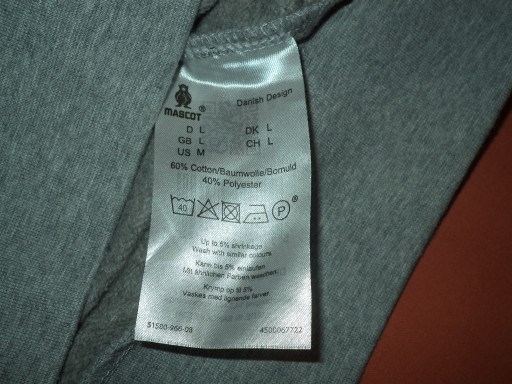 MASCOT ®
Danish Design
D L DK L
GB L CH L
US M
60% Cotton/Baumwolle/Bomuld
40% Polyester
40 P ®
Up to 5% shrinkage
Wash with similar colours.
Kan bis 5% einlaufen
Mit ähnlichen Farben waschen.
Krymp op til 5%
Vaskes med lignende farver.
51580-966-08 4500067722